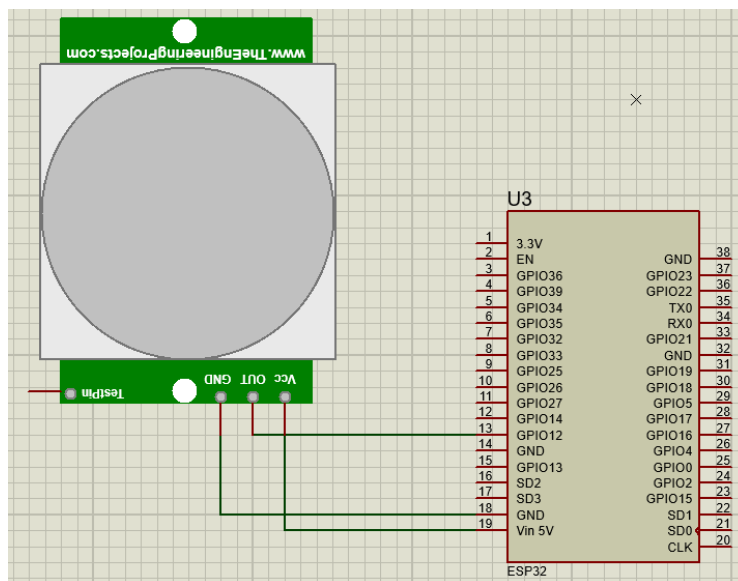 www.TheEngineeringProjects.com
TestPin
GND
OUT
Vcc
U3
1 3.3V
2 EN
3 GPIO36
4 GPIO39
5 GPIO34
6 GPIO35
7 GPIO32
8 GPIO33
9 GPIO25
10 GPIO26
11 GPIO27
12 GPIO14
13 GPIO12
14 GND
15 GPIO13
16 SD2
17 SD3
18 GND
19 Vin 5V
GND 38
GPIO23 37
GPIO22 36
TX0 35
RX0 34
GPIO21 33
GND 32
GPIO19 31
GPIO18 30
GPIO5 29
GPIO17 28
GPIO16 27
GPIO4 26
GPIO0 25
GPIO2 24
GPIO15 23
SD1 22
SD0 21
CLK 20
ESP32